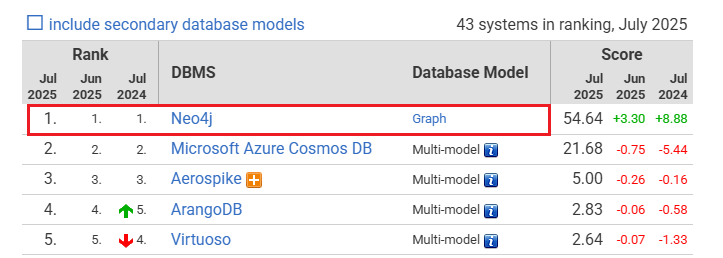 include secondary database models 43 systems in ranking, July 2025
Rank Score
Jul Jun Jul DBMS Database Model Jul Jun Jul
2025 2025 2024 2025 2025 2024
1. 1. 1. Neo4j Graph 54.64 +3.30 +8.88
2. 2. 2. Microsoft Azure Cosmos DB Multi-model i 21.68 -0.75 -5.44
3. 3. 3. Aerospike Multi-model i 5.00 -0.26 -0.16
4. 4. 5. ArangoDB Multi-model i 2.83 -0.06 -0.58
5. 5. 4. Virtuoso Multi-model i 2.64 -0.07 -1.33